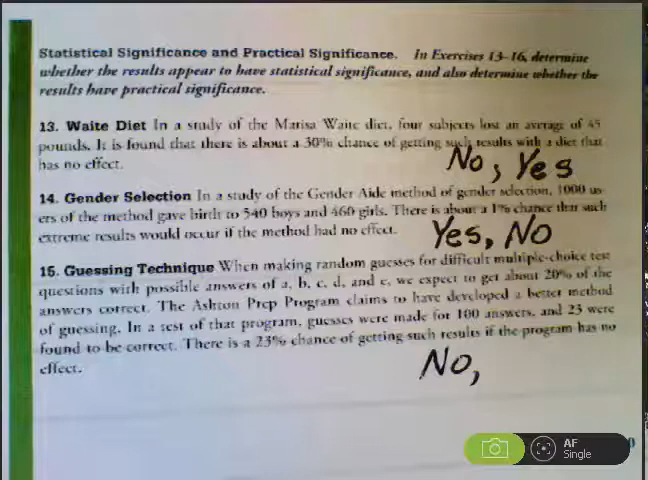 Statistical Significance and Practical Significance. In Exercises 13–16, determine
whether the results appear to have statistical significance, and also determine whether the
results have practical significance.
13. Waite Diet In a study of the Marisa Waite diet, four subjects lost an average of 45
pounds. It is found that there is about a 30% chance of getting such results with a diet that
has no effect.
No, Yes
14. Gender Selection In a study of the Gender Aide method of gender selection, 1000 us-
ers of the method gave birth to 540 boys and 460 girls. There is about a 1% chance that such
extreme results would occur if the method had no effect.
Yes, No
15. Guessing Technique When making random guesses for difficult multiple-choice test
questions with possible answers of a, b, c, d, and e, we expect to get about 20% of the
answers correct. The Ashton Prep Program claims to have developed a better method
of guessing. In a test of that program, guesses were made for 100 answers, and 23 were
found to be correct. There is a 23% chance of getting such results if the program has no
effect.
No,
AF
Single